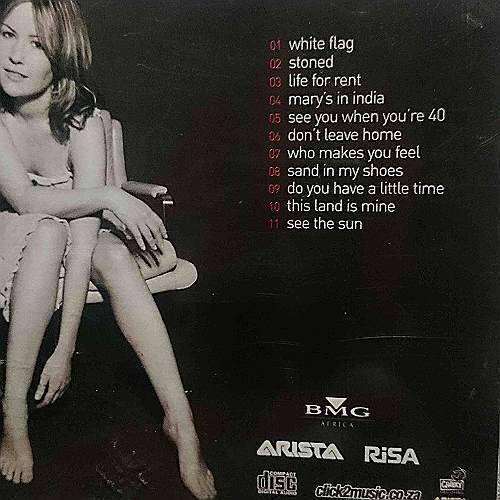 01 white flag
02 stoned
03 life for rent
04 mary's in india
05 see you when you're 40
06 don't leave home
07 who makes you feel
08 sand in my shoes
09 do you have a little time
10 this land is mine
11 see the sun
BMG
AFRICA
ARISTA RiSA
COMPACT
disc
DIGITAL AUDIO
click2music.co.za